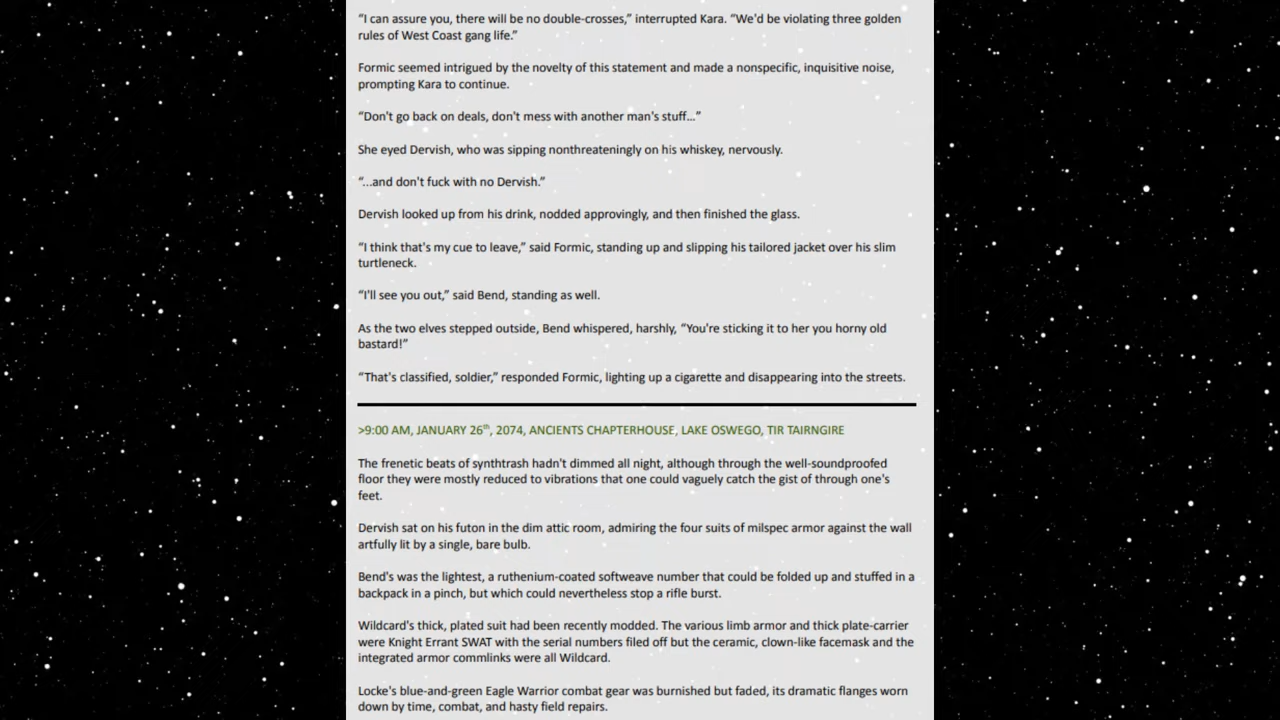 “I can assure you, there will be no double-crosses,” interrupted Kara. “We'd be violating three golden
rules of West Coast gang life.”
Formic seemed intrigued by the novelty of this statement and made a nonspecific, inquisitive noise,
prompting Kara to continue.
“Don't go back on deals, don't mess with another man's stuff...”
She eyed Dervish, who was sipping nonthreateningly on his whiskey, nervously.
“...and don't fuck with no Dervish.”
Dervish looked up from his drink, nodded approvingly, and then finished the glass.
“I think that's my cue to leave,” said Formic, standing up and slipping his tailored jacket over his slim
turtleneck.
“I'll see you out,” said Bend, standing as well.
As the two elves stepped outside, Bend whispered, harshly, “You're sticking it to her you horny old
bastard!”
“That's classified, soldier,” responded Formic, lighting up a cigarette and disappearing into the streets.
>9:00 AM, JANUARY 26th, 2074, ANCIENTS CHAPTERHOUSE, LAKE OSWEGO, TIR TAIRNGIRE
The frenetic beats of synthtrash hadn't dimmed all night, although through the well-soundproofed
floor they were mostly reduced to vibrations that one could vaguely catch the gist of through one's
feet.
Dervish sat on his futon in the dim attic room, admiring the four suits of milspec armor against the wall
artfully lit by a single, bare bulb.
Bend's was the lightest, a ruthenium-coated softweave number that could be folded up and stuffed in a
backpack in a pinch, but which could nevertheless stop a rifle burst.
Wildcard's thick, plated suit had been recently modded. The various limb armor and thick plate-carrier
were Knight Errant SWAT with the serial numbers filed off but the ceramic, clown-like facemask and the
integrated armor commlinks were all Wildcard.
Locke's blue-and-green Eagle Warrior combat gear was burnished but faded, its dramatic flanges worn
down by time, combat, and hasty field repairs.